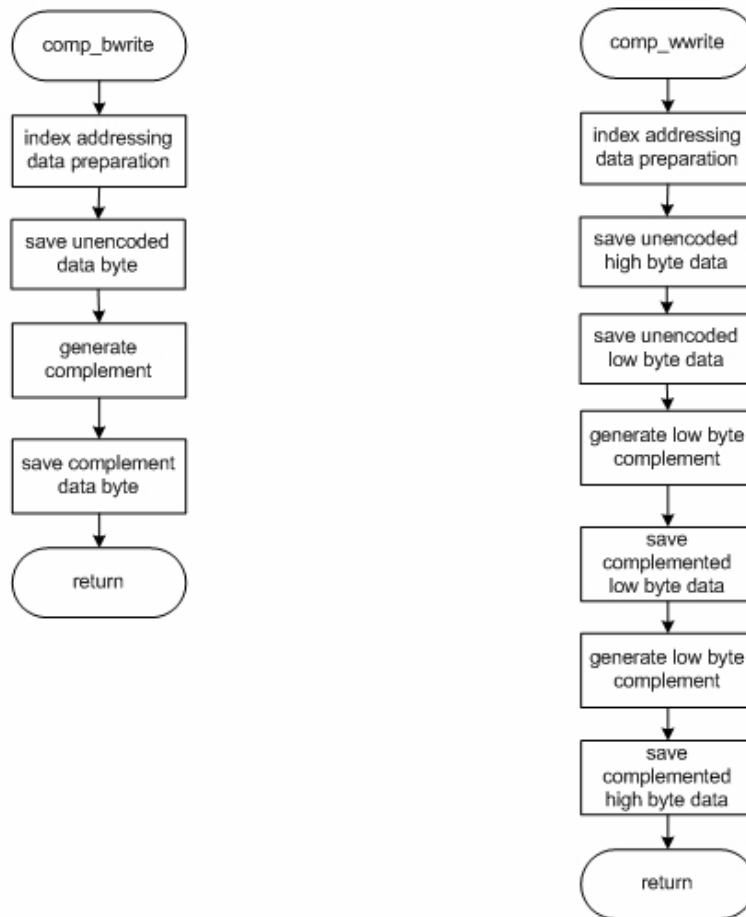 comp_bwrite
index addressing
data preparation
save unencoded
data byte
generate
complement
save complement
data byte
return
comp_wwrite
index addressing
data preparation
save unencoded
high byte data
save unencoded
low byte data
generate low byte
complement
save
complemented
low byte data
generate low byte
complement
save
complemented
high byte data
return